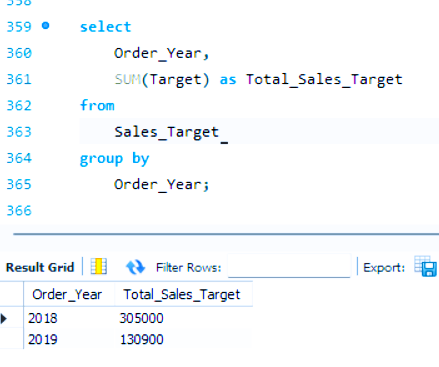 358
359 select
360 Order_Year,
361 SUM(Target) as Total_Sales_Target
362 from
363 Sales_Target
364 group by
365 Order_Year;
366
Result Grid Filter Rows: Export:
Order_Year Total_Sales_Target
2018 305000
2019 130900